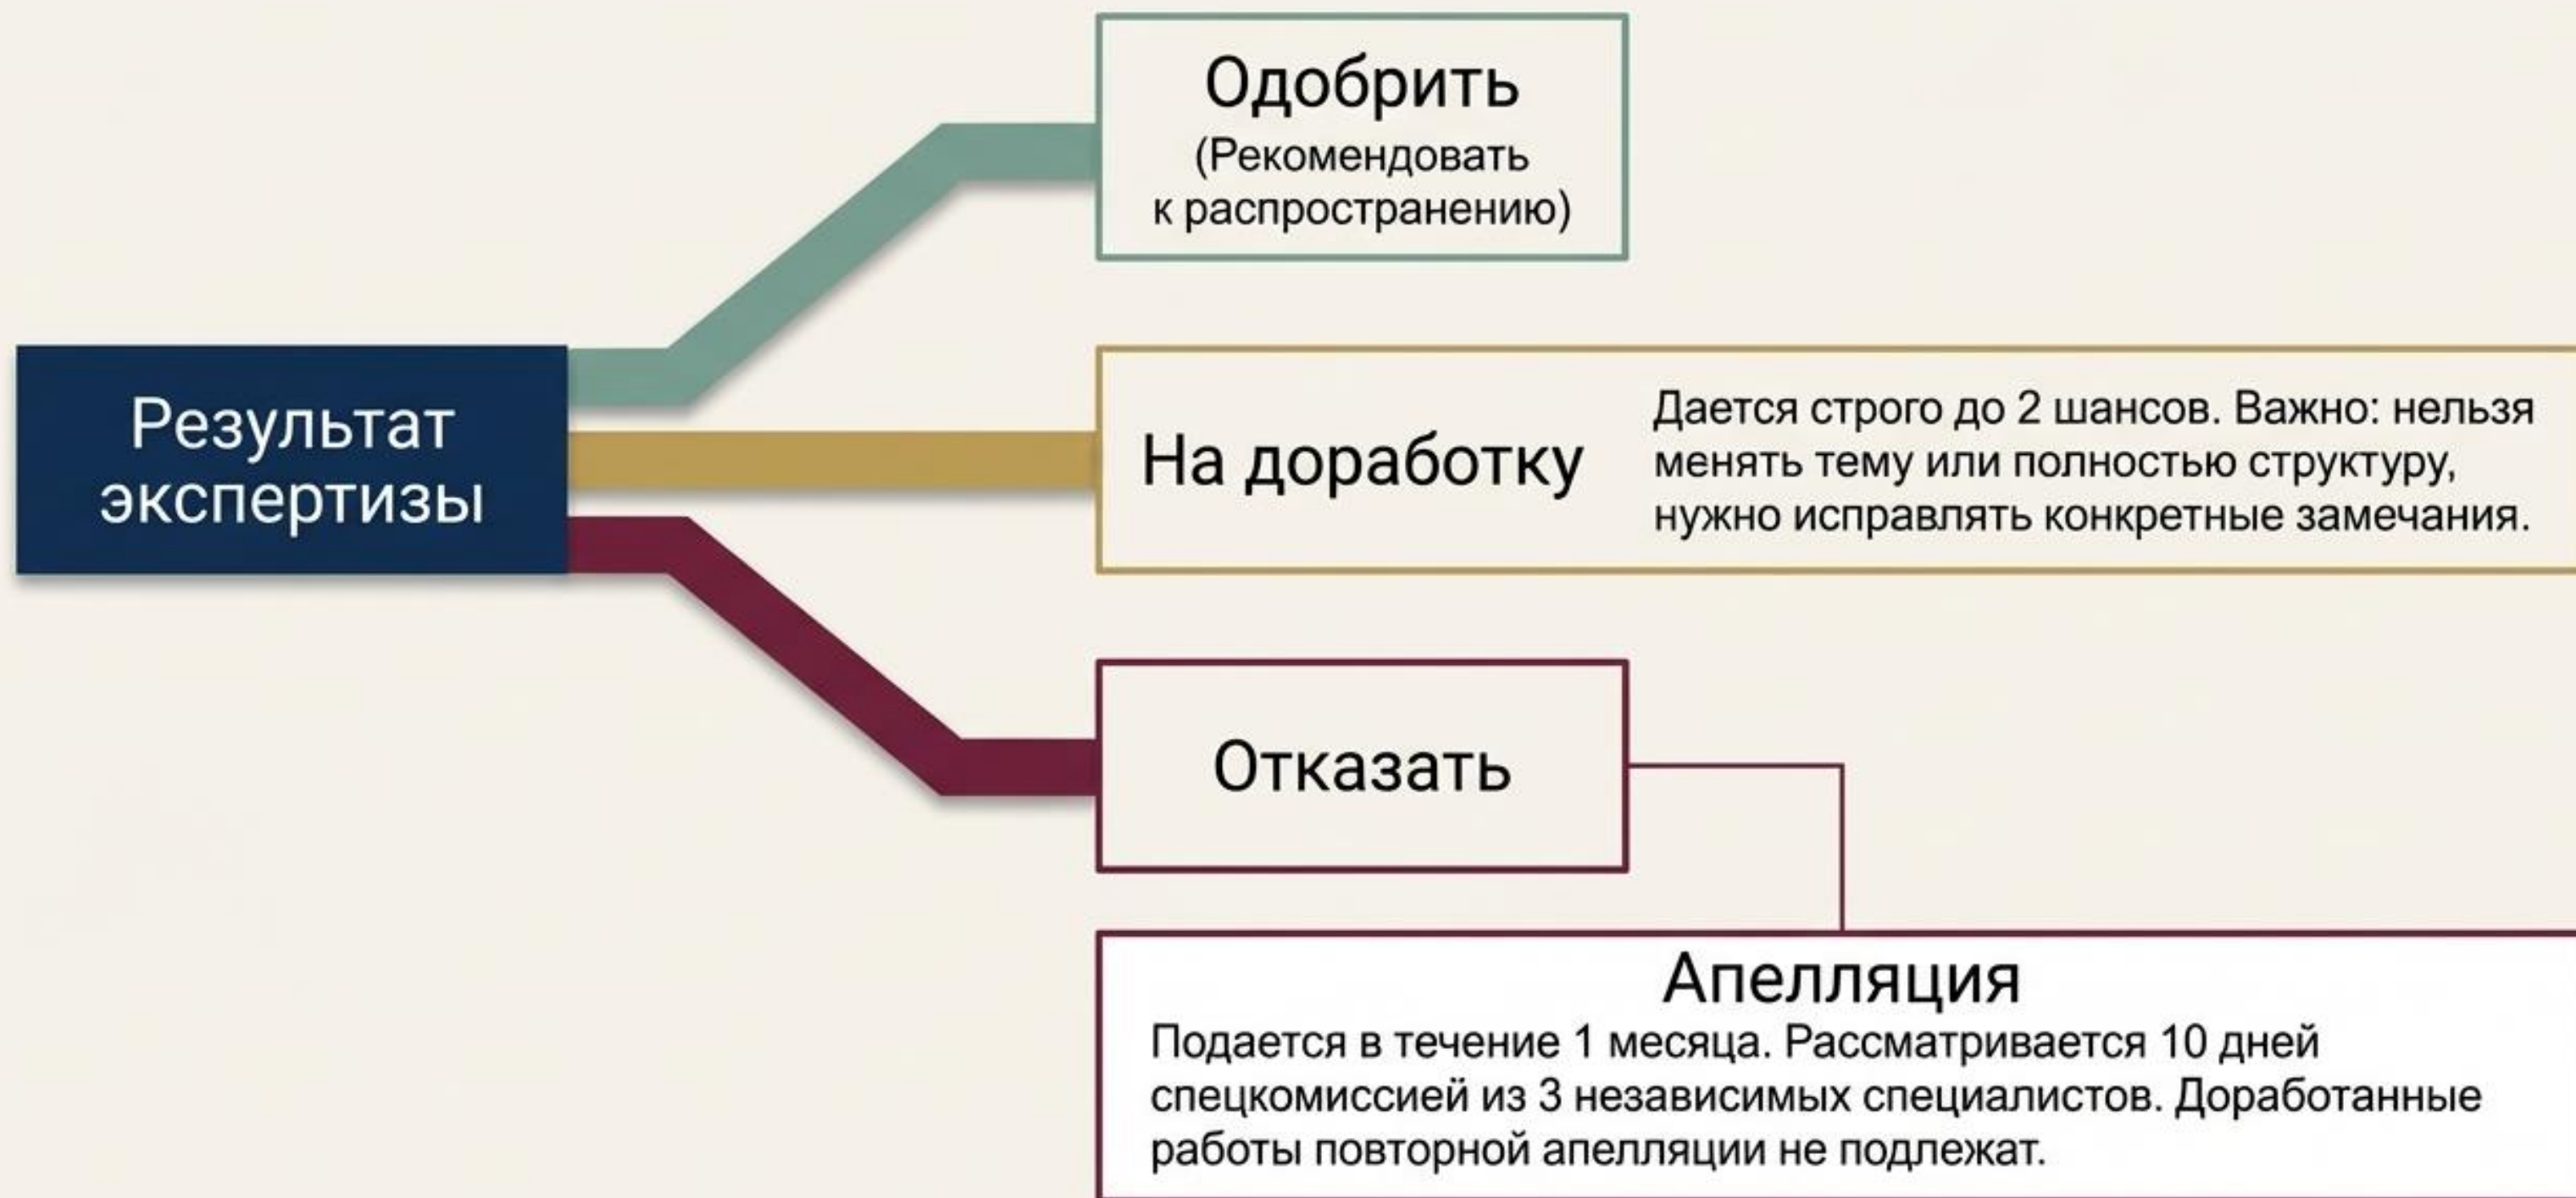 Одобрить
(Рекомендовать
к распространению)
Результат
экспертизы
На доработку
Дается строго до 2 шансов. Важно: нельзя
менять тему или полностью структуру,
нужно исправлять конкретные замечания.
Отказать
Апелляция
Подается в течение 1 месяца. Рассматривается 10 дней
спецкомиссией из 3 независимых специалистов. Доработанные
работы повторной апелляции не подлежат.